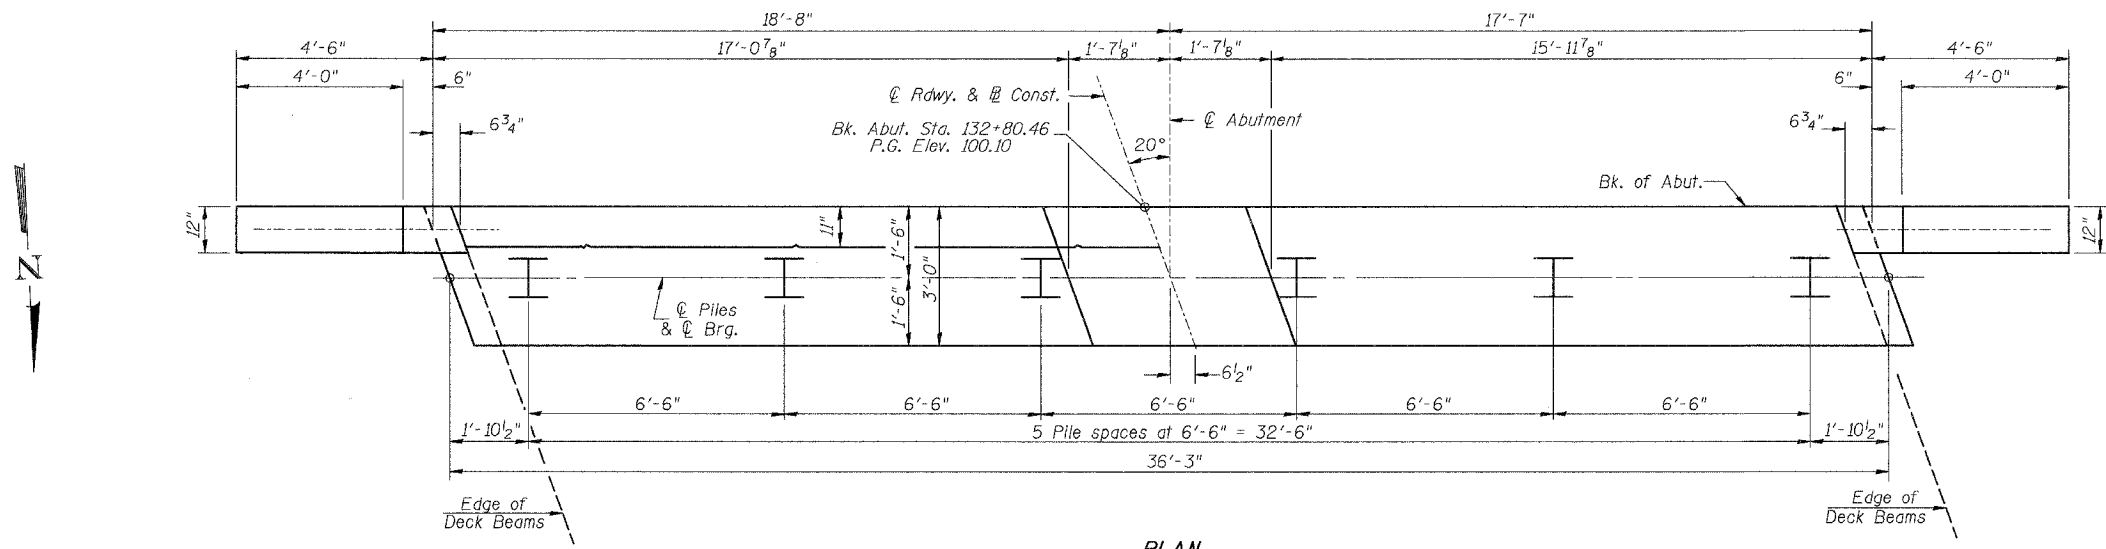 18'-8"
17'-7"
4'-6"
17'-0 7/8"
1'-7 1/8"
1'-7 1/8"
15'-11 7/8"
4'-6"
4'-0"
6"
6"
4'-0"
℄ Rdwy. & ⅊ Const.
6 3/4"
℄ Abutment
6 3/4"
Bk. Abut. Sta. 132+80.46
P.G. Elev. 100.10
20°
Bk. of Abut.
12"
11"
1'-6"
3'-0"
1'-6"
12"
N
℄ Piles
& ℄ Brg.
6 1/2"
6'-6"
6'-6"
6'-6"
6'-6"
6'-6"
1'-10 1/2"
5 Pile spaces at 6'-6" = 32'-6"
1'-10 1/2"
36'-3"
Edge of
Deck Beams
Edge of
Deck Beams
PLAN